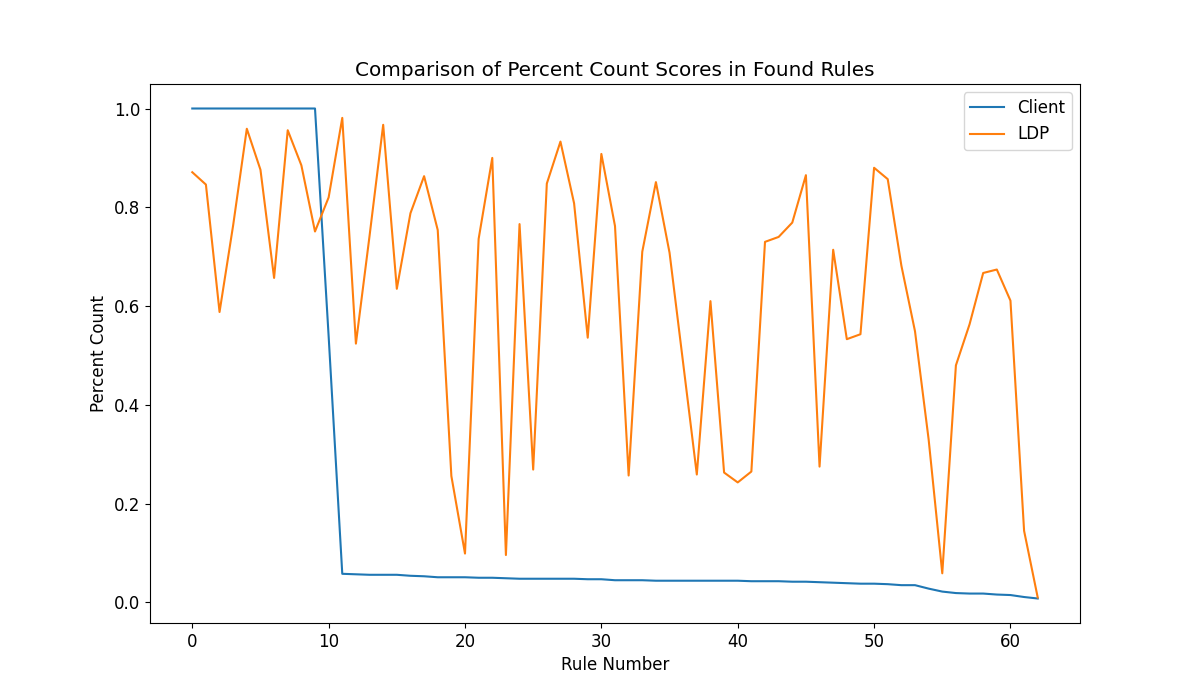 Comparison of Percent Count Scores in Found Rules
Client
LDP
1.0
0.8
0.6
0.4
0.2
0.0
Percent Count
0 10 20 30 40 50 60
Rule Number